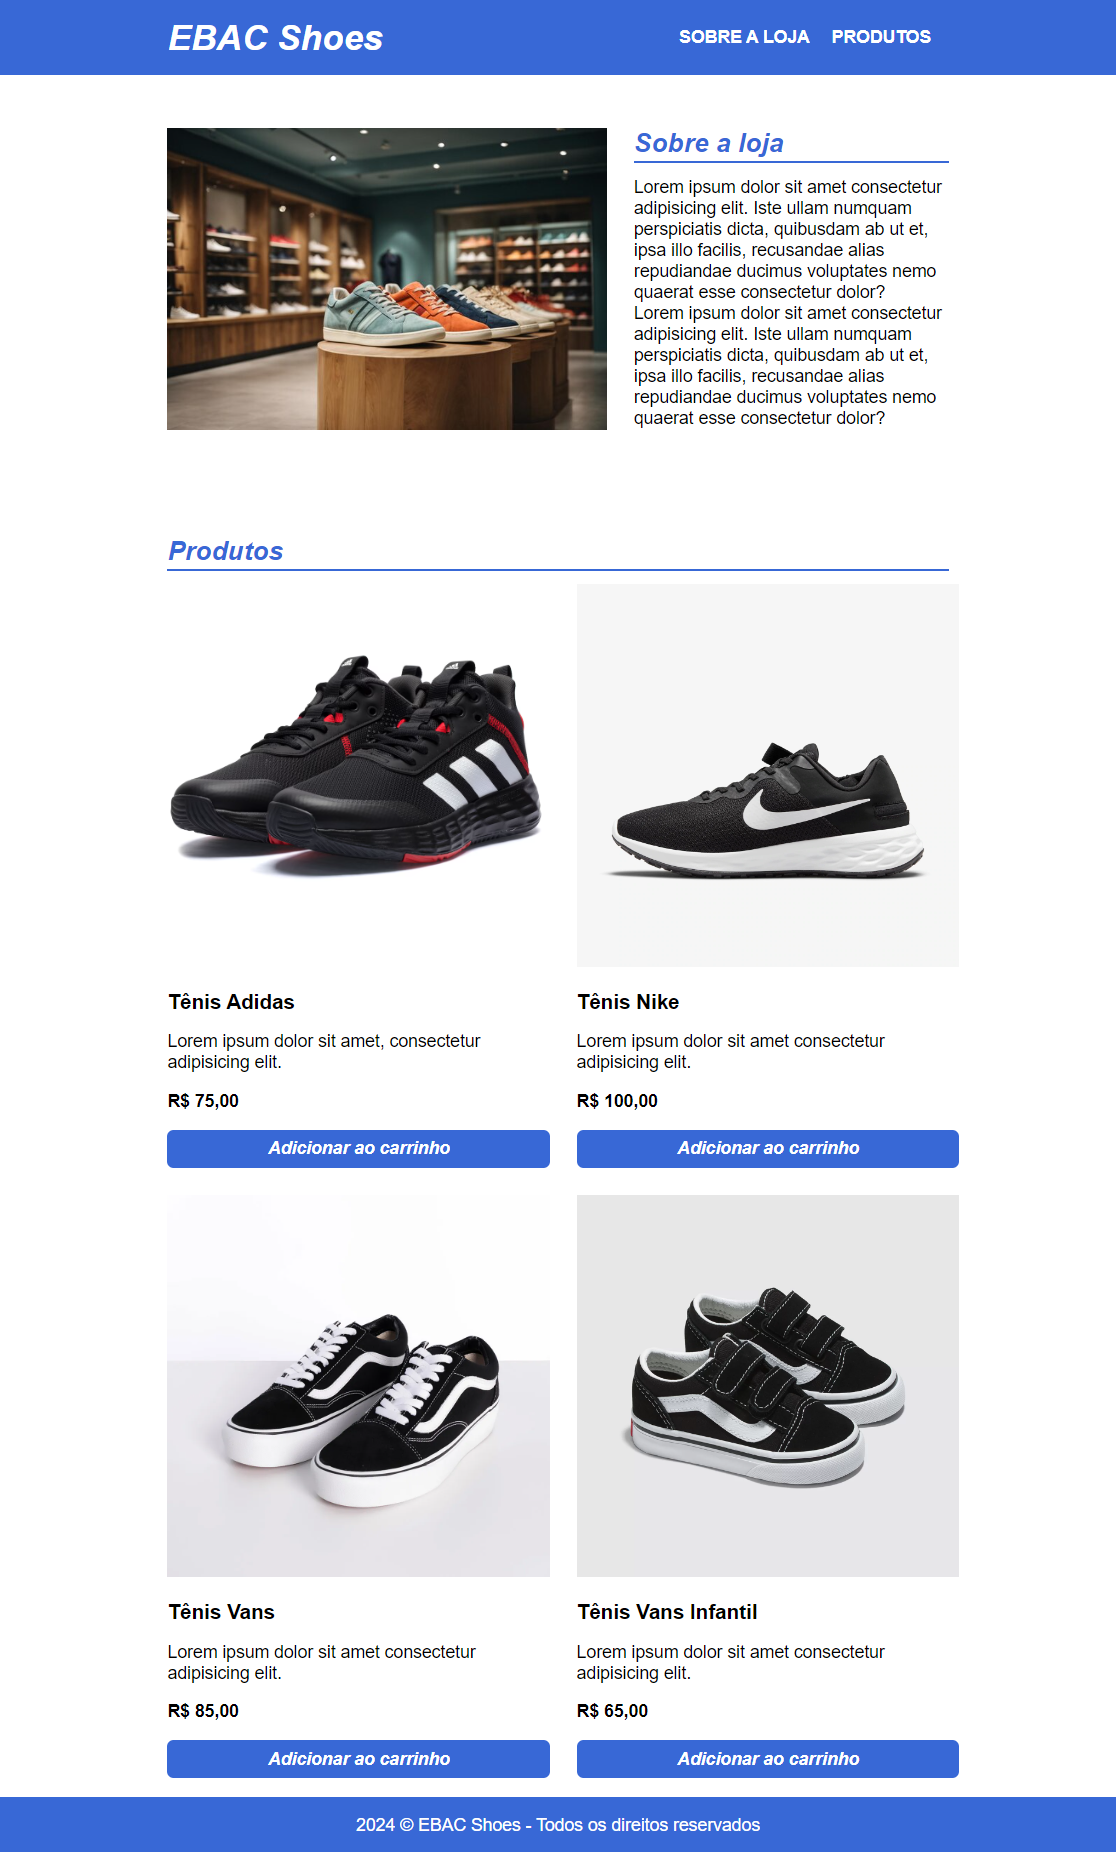 EBAC Shoes
SOBRE A LOJA PRODUTOS
Sobre a loja
Lorem ipsum dolor sit amet consectetur
adipisicing elit. Iste ullam numquam
perspiciatis dicta, quibusdam ab ut et,
ipsa illo facilis, recusandae alias
repudiandae ducimus voluptates nemo
quaerat esse consectetur dolor?
Lorem ipsum dolor sit amet consectetur
adipisicing elit. Iste ullam numquam
perspiciatis dicta, quibusdam ab ut et,
ipsa illo facilis, recusandae alias
repudiandae ducimus voluptates nemo
quaerat esse consectetur dolor?
Produtos
Tênis Adidas
Lorem ipsum dolor sit amet, consectetur
adipisicing elit.
R$ 75,00
Adicionar ao carrinho
Tênis Nike
Lorem ipsum dolor sit amet consectetur
adipisicing elit.
R$ 100,00
Adicionar ao carrinho
Tênis Vans
Lorem ipsum dolor sit amet consectetur
adipisicing elit.
R$ 85,00
Adicionar ao carrinho
Tênis Vans Infantil
Lorem ipsum dolor sit amet consectetur
adipisicing elit.
R$ 65,00
Adicionar ao carrinho
2024 © EBAC Shoes - Todos os direitos reservados